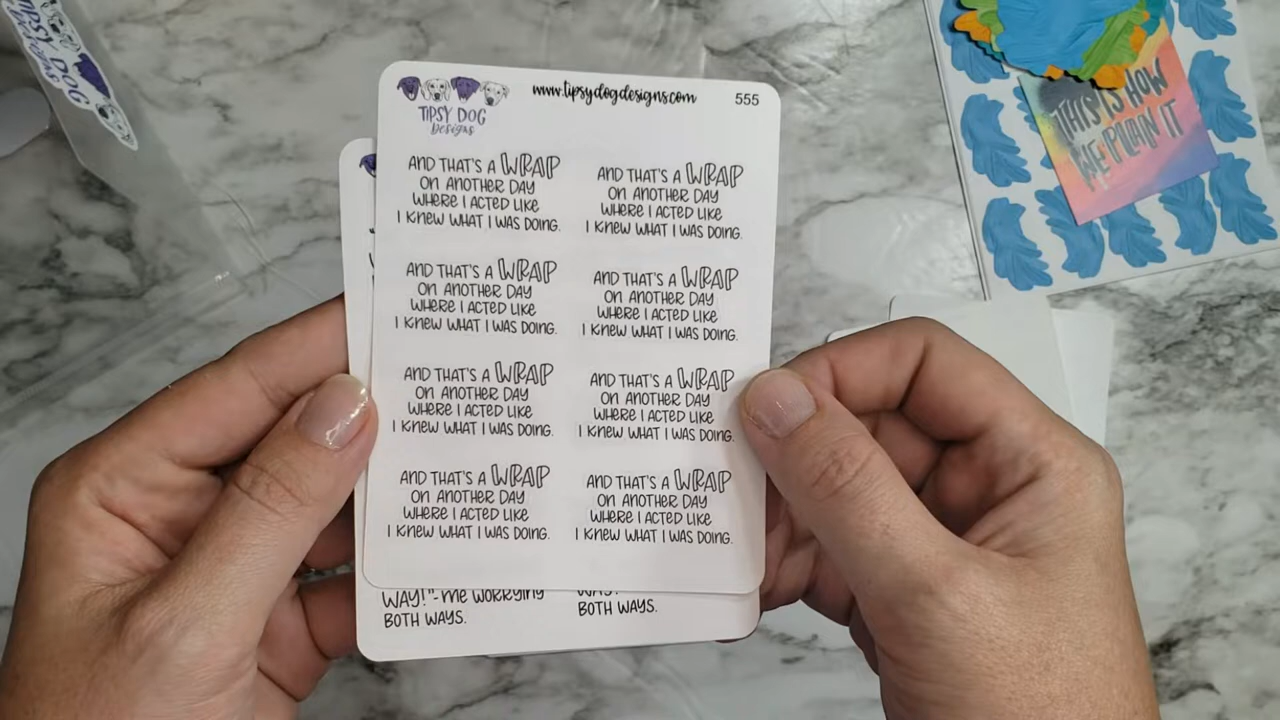 TIPSY DOG
Designs
TIPSY DOG
Designs
www.tipsydogdesigns.com
555
AND THAT'S A WRAP
ON ANOTHER DAY
WHERE I ACTED LIKE
I KNEW WHAT I WAS DOING.
AND THAT'S A WRAP
ON ANOTHER DAY
WHERE I ACTED LIKE
I KNEW WHAT I WAS DOING.
AND THAT'S A WRAP
ON ANOTHER DAY
WHERE I ACTED LIKE
I KNEW WHAT I WAS DOING.
AND THAT'S A WRAP
ON ANOTHER DAY
WHERE I ACTED LIKE
I KNEW WHAT I WAS DOING.
AND THAT'S A WRAP
ON ANOTHER DAY
WHERE I ACTED LIKE
I KNEW WHAT I WAS DOING.
AND THAT'S A WRAP
ON ANOTHER DAY
WHERE I ACTED LIKE
I KNEW WHAT I WAS DOING.
AND THAT'S A WRAP
ON ANOTHER DAY
WHERE I ACTED LIKE
I KNEW WHAT I WAS DOING.
AND THAT'S A WRAP
ON ANOTHER DAY
WHERE I ACTED LIKE
I KNEW WHAT I WAS DOING.
WAY!"-ME WORRYING
BOTH WAYS.
BOTH WAYS.
THIS IS HOW
WE PLAN IT